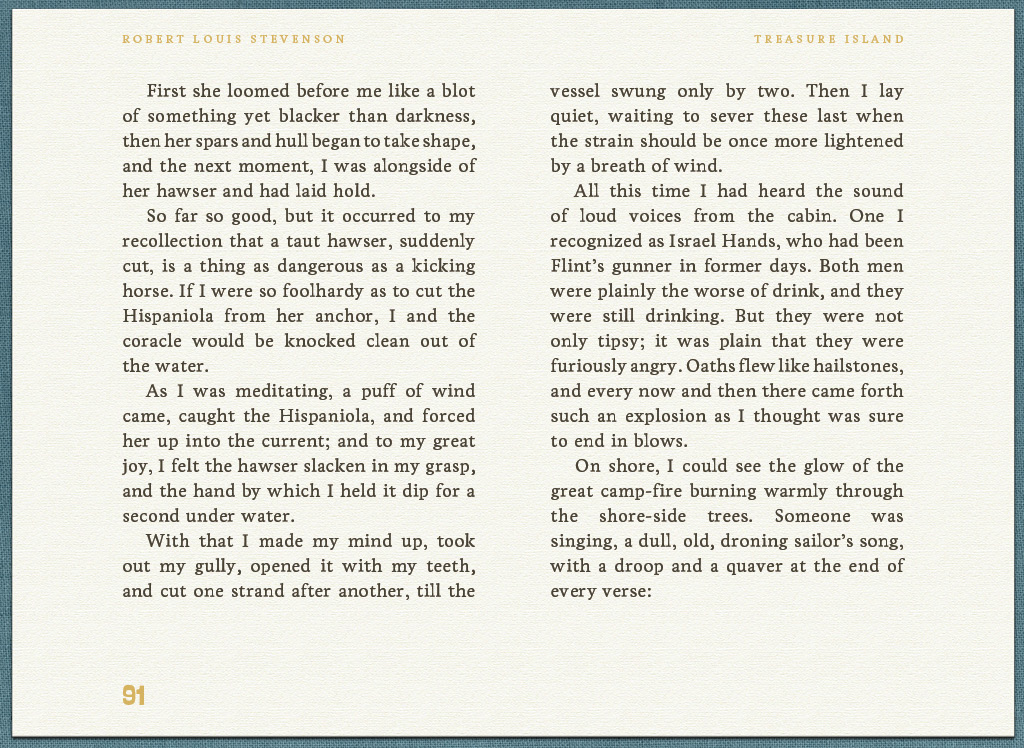 ROBERT LOUIS STEVENSON
TREASURE ISLAND
First she loomed before me like a blot
of something yet blacker than darkness,
then her spars and hull began to take shape,
and the next moment, I was alongside of
her hawser and had laid hold.
So far so good, but it occurred to my
recollection that a taut hawser, suddenly
cut, is a thing as dangerous as a kicking
horse. If I were so foolhardy as to cut the
Hispaniola from her anchor, I and the
coracle would be knocked clean out of
the water.
As I was meditating, a puff of wind
came, caught the Hispaniola, and forced
her up into the current; and to my great
joy, I felt the hawser slacken in my grasp,
and the hand by which I held it dip for a
second under water.
With that I made my mind up, took
out my gully, opened it with my teeth,
and cut one strand after another, till the
vessel swung only by two. Then I lay
quiet, waiting to sever these last when
the strain should be once more lightened
by a breath of wind.
All this time I had heard the sound
of loud voices from the cabin. One I
recognized as Israel Hands, who had been
Flint’s gunner in former days. Both men
were plainly the worse of drink, and they
were still drinking. But they were not
only tipsy; it was plain that they were
furiously angry. Oaths flew like hailstones,
and every now and then there came forth
such an explosion as I thought was sure
to end in blows.
On shore, I could see the glow of the
great camp-fire burning warmly through
the shore-side trees. Someone was
singing, a dull, old, droning sailor’s song,
with a droop and a quaver at the end of
every verse:
91